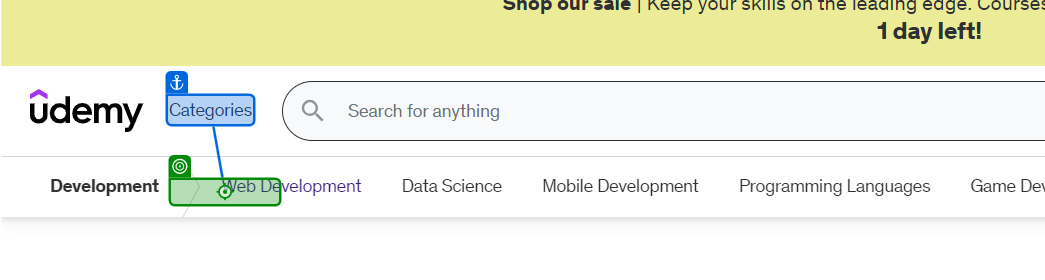 Shop our sale | Keep your skills on the leading edge. Courses
1 day left!
udemy
Categories
Search for anything
Development
Web Development
Data Science
Mobile Development
Programming Languages
Game Dev